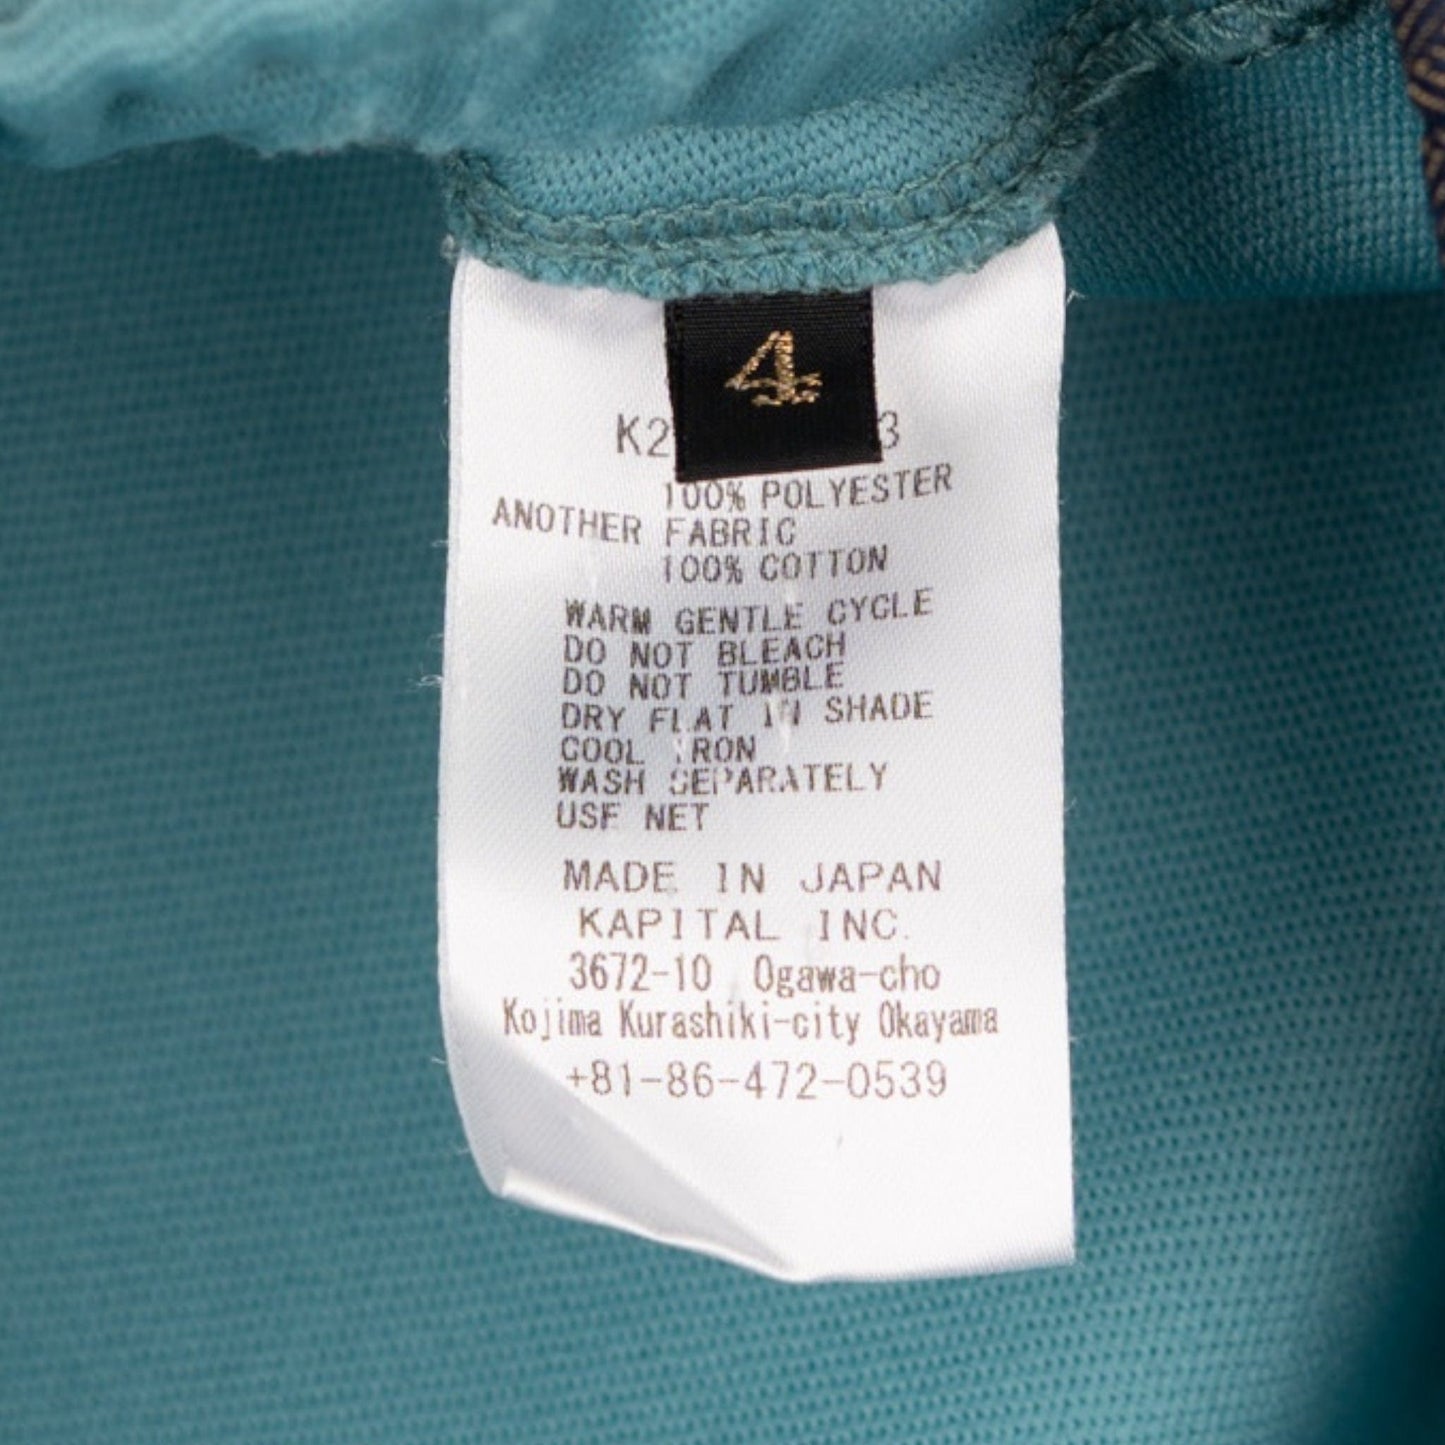 4
100% POLYESTER
ANOTHER FABRIC
100% COTTON
WARM GENTLE CYCLE
DO NOT BLEACH
DO NOT TUMBLE
DRY FLAT IN SHADE
COOL IRON
WASH SEPARATELY
USE NET
MADE IN JAPAN
KAPITAL INC.
3672-10 Ogawa-cho
Kojima Kurashiki-city Okayama
+81-86-472-0539